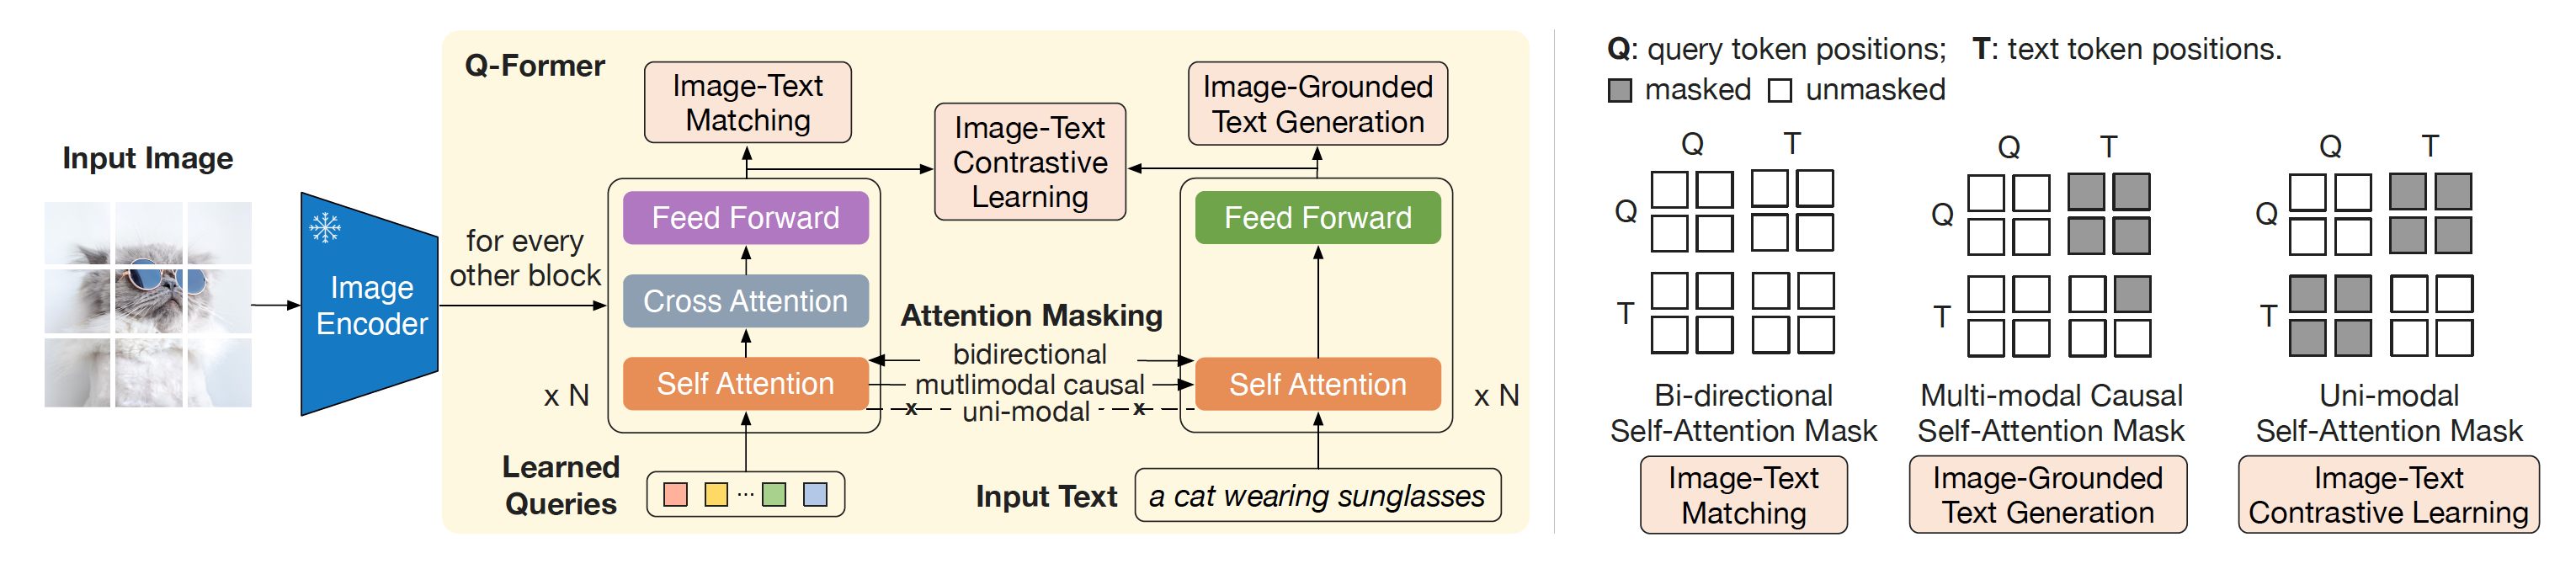 Input Image
Image
Encoder
for every
other block
Q-Former
Image-Text
Matching
Image-Text
Contrastive
Learning
Image-Grounded
Text Generation
Feed Forward
Cross Attention
Self Attention
x N
Attention Masking
bidirectional
mutlimodal causal
x uni-modal x
Feed Forward
Self Attention
x N
Learned
Queries
...
Input Text
a cat wearing sunglasses
Q: query token positions; T: text token positions.
masked unmasked
Q T
Q
T
Bi-directional
Self-Attention Mask
Image-Text
Matching
Q T
Q
T
Multi-modal Causal
Self-Attention Mask
Image-Grounded
Text Generation
Q T
Q
T
Uni-modal
Self-Attention Mask
Image-Text
Contrastive Learning